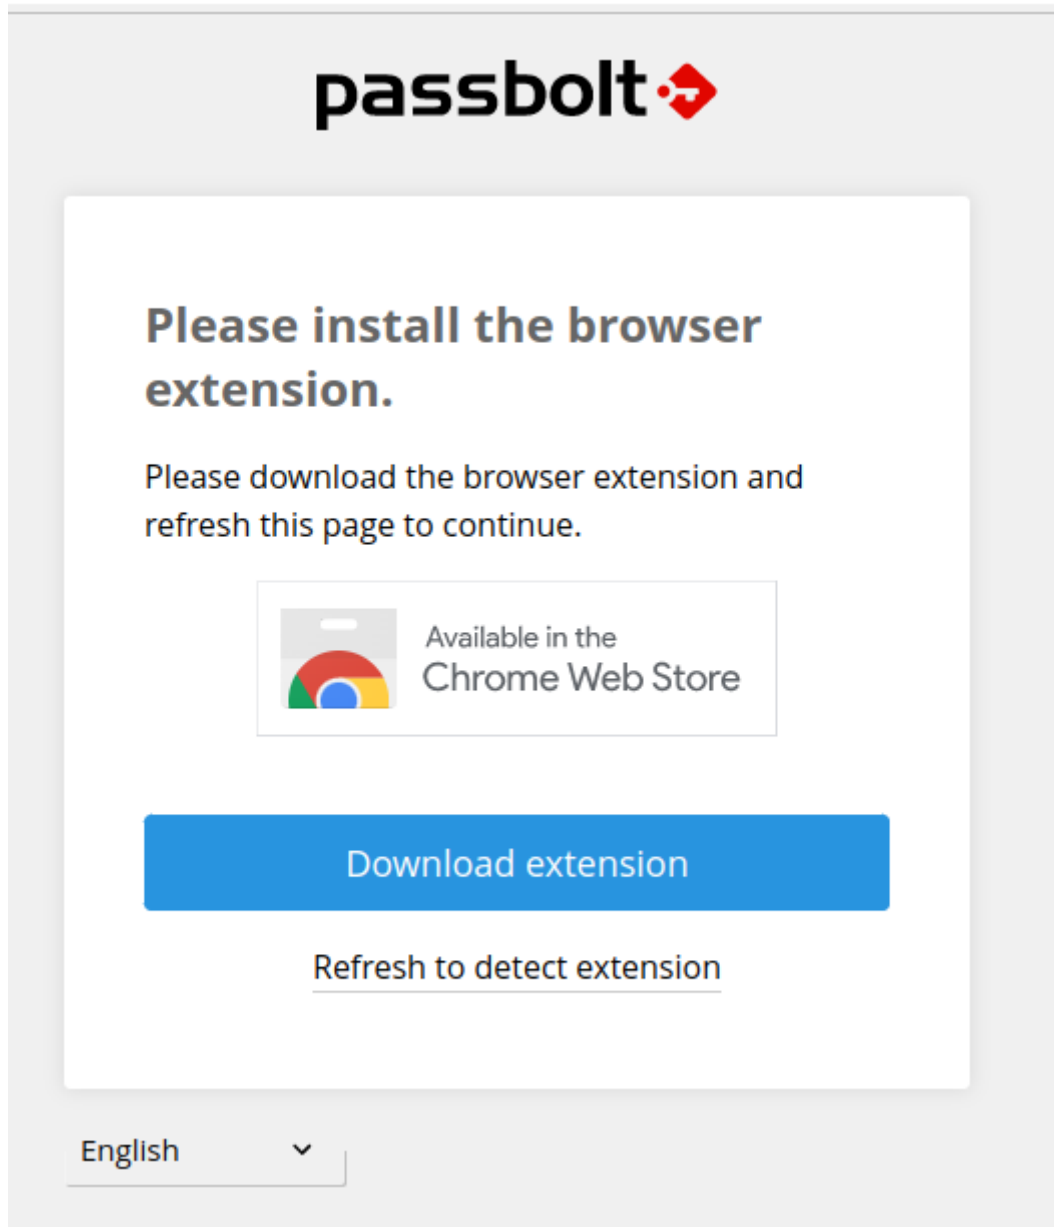 passbolt
Please install the browser
extension.
Please download the browser extension and
refresh this page to continue.
Available in the
Chrome Web Store
Download extension
Refresh to detect extension
English